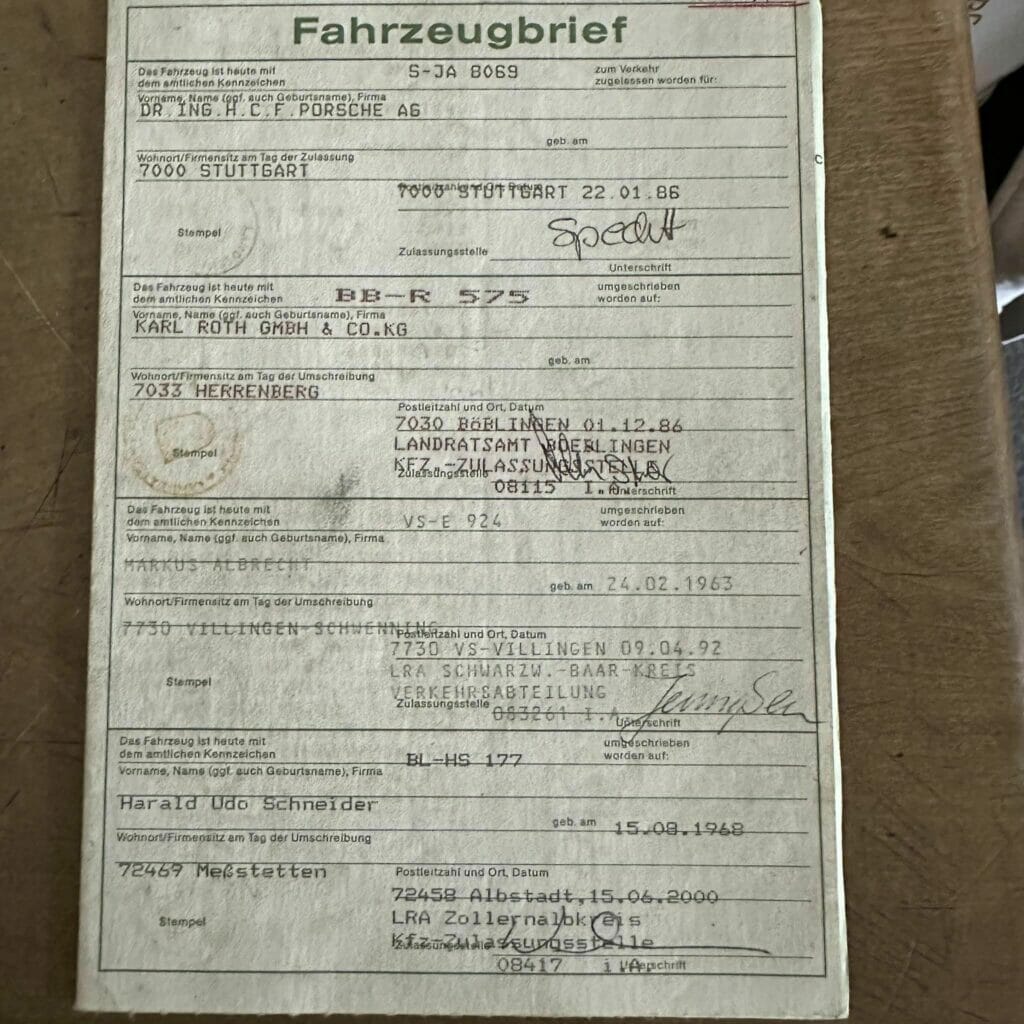 Fahrzeugbrief
Das Fahrzeug ist heute mit
dem amtlichen Kennzeichen
S-JA 8069
zum Verkehr
zugelassen worden für:
Vorname, Name (ggf. auch Geburtsname), Firma
DR.ING.H.C.F.PORSCHE AG
geb. am
Wohnort/Firmensitz am Tag der Zulassung
7000 STUTTGART
Postleitzahl und Ort, Datum
7000 STUTTGART 22.01.86
Stempel
Specht
Zulassungsstelle
Unterschrift
Das Fahrzeug ist heute mit
dem amtlichen Kennzeichen
BB-R 575
umgeschrieben
worden auf:
Vorname, Name (ggf. auch Geburtsname), Firma
KARL ROTH GMBH & CO.KG
geb. am
Wohnort/Firmensitz am Tag der Umschreibung
7033 HERRENBERG
Postleitzahl und Ort, Datum
7030 BÖBLINGEN 01.12.86
LANDRATSAMT BOEBLINGEN
Stempel
KFZ.-ZULASSUNGSSTELLE
Zulassungsstelle
08115 I.A.
Unterschrift
Das Fahrzeug ist heute mit
dem amtlichen Kennzeichen
VS-E 924
umgeschrieben
worden auf:
Vorname, Name (ggf. auch Geburtsname), Firma
MARKUS ALBRECHT
geb. am 24.02.1963
Wohnort/Firmensitz am Tag der Umschreibung
7730 VILLINGEN-SCHWENNING
Postleitzahl und Ort, Datum
7730 VS-VILLINGEN 09.04.92
LRA SCHWARZW.-BAAR-KREIS
Stempel
VERKEHRSABTEILUNG
Zulassungsstelle
083261 I.A
Unterschrift
Das Fahrzeug ist heute mit
dem amtlichen Kennzeichen
BL-HS 177
umgeschrieben
worden auf:
Vorname, Name (ggf. auch Geburtsname), Firma
Harald Udo Schneider
geb. am 15.08.1968
Wohnort/Firmensitz am Tag der Umschreibung
72469 Meßstetten
Postleitzahl und Ort, Datum
72458 Albstadt,15.06.2000
Stempel
LRA Zollernalbkreis
Kfz-Zulassungsstelle
Zulassungsstelle
08417 i.A.
Unterschrift